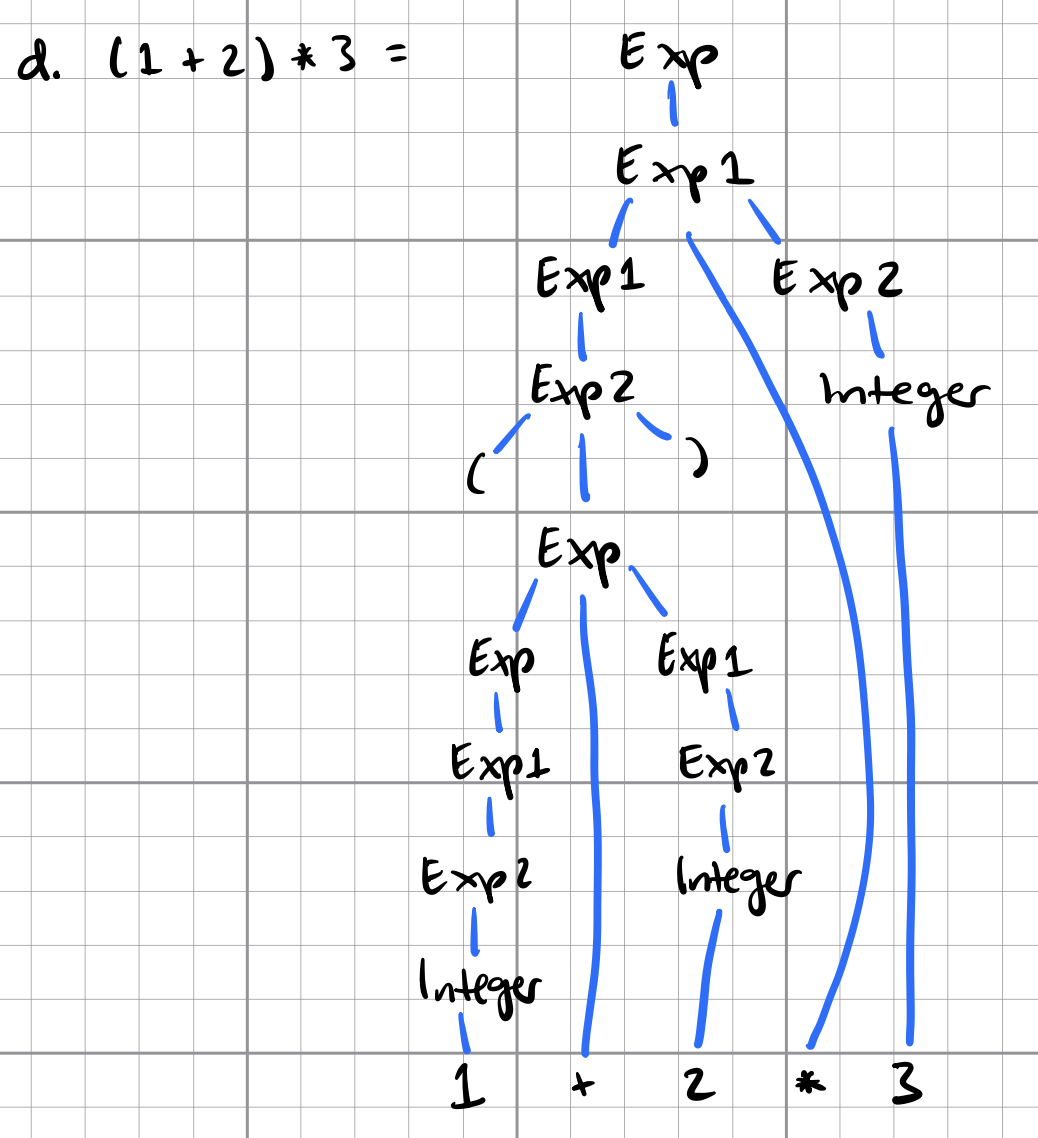 d. (1 + 2) * 3 =
Exp
Exp1
Exp1 Exp2
Exp2 Integer
( )
Exp
Exp Exp1
Exp1 Exp2
Exp2 Integer
Integer
1 + 2 * 3